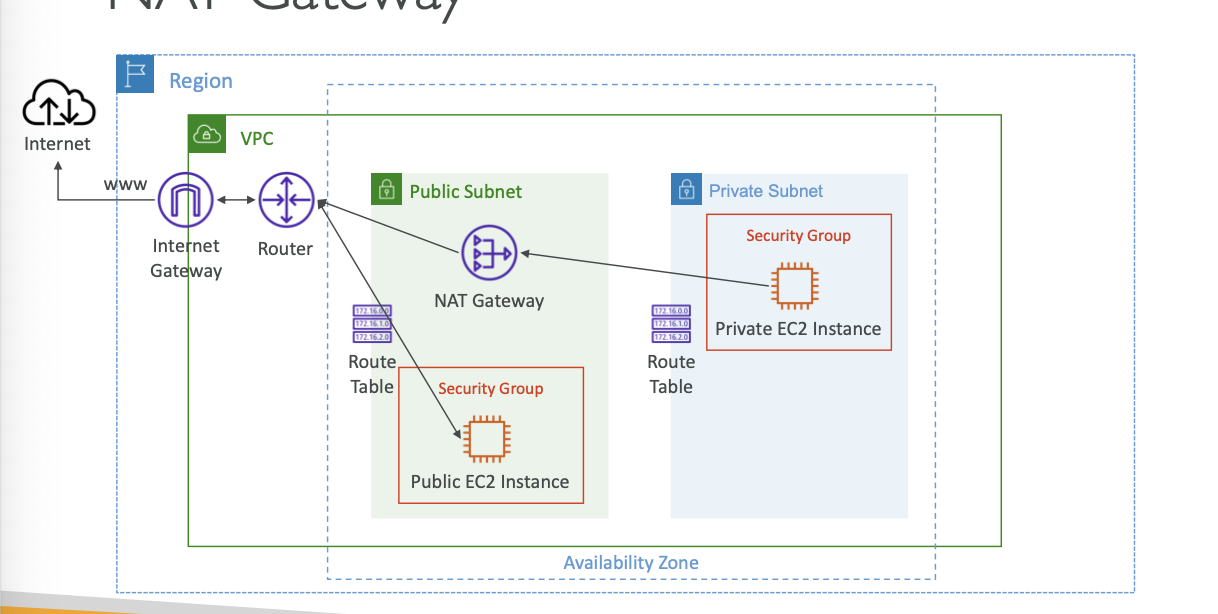 NAT Gateway
Region
Internet
VPC
www
Internet
Gateway
Router
Public Subnet
NAT Gateway
172.16.0.0
172.16.1.0
172.16.2.0
Route
Table
Security Group
Public EC2 Instance
Private Subnet
Security Group
Private EC2 Instance
172.16.0.0
172.16.1.0
172.16.2.0
Route
Table
Availability Zone